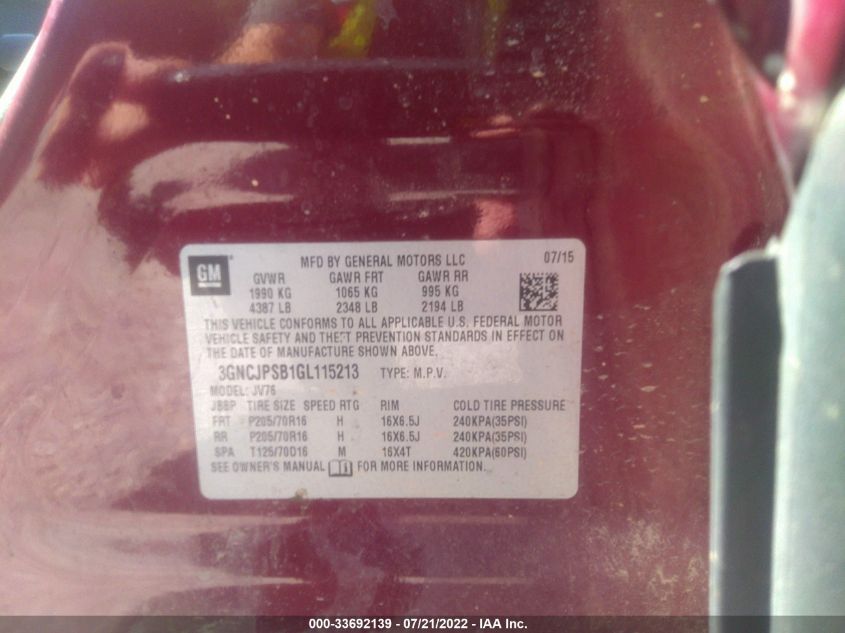 GM
MFD BY GENERAL MOTORS LLC 07/15
GVWR GAWR FRT GAWR RR
1990 KG 1065 KG 995 KG
4387 LB 2348 LB 2194 LB
THIS VEHICLE CONFORMS TO ALL APPLICABLE U.S. FEDERAL MOTOR
VEHICLE SAFETY AND THEFT PREVENTION STANDARDS IN EFFECT ON
THE DATE OF MANUFACTURE SHOWN ABOVE.
3GNCJPSB1GL115213 TYPE: M.P.V.
MODEL: JV76
JBBP TIRE SIZE SPEED RTG RIM COLD TIRE PRESSURE
FRT P205/70R16 H 16X6.5J 240KPA(35PSI)
RR P205/70R16 H 16X6.5J 240KPA(35PSI)
SPA T125/70D16 M 16X4T 420KPA(60PSI)
SEE OWNER'S MANUAL FOR MORE INFORMATION.
000-33692139 - 07/21/2022 - IAA Inc.